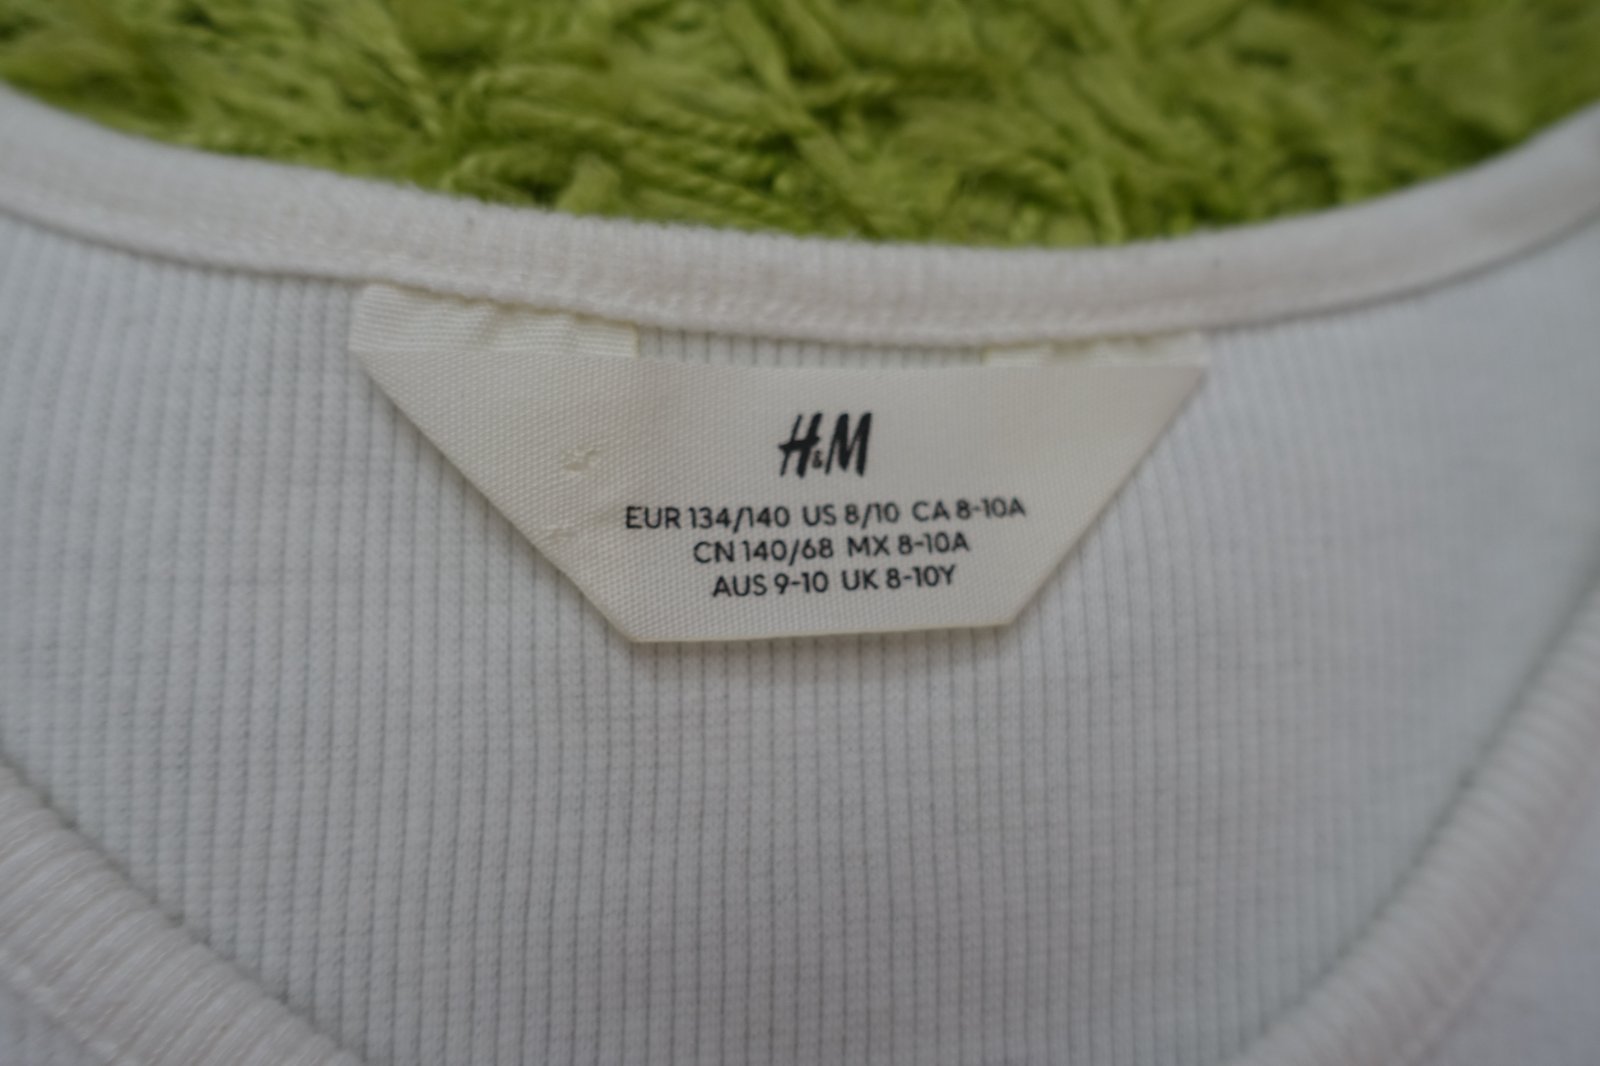 H&M
EUR 134/140 US 8/10 CA 8-10A
CN 140/68 MX 8-10A
AUS 9-10 UK 8-10Y